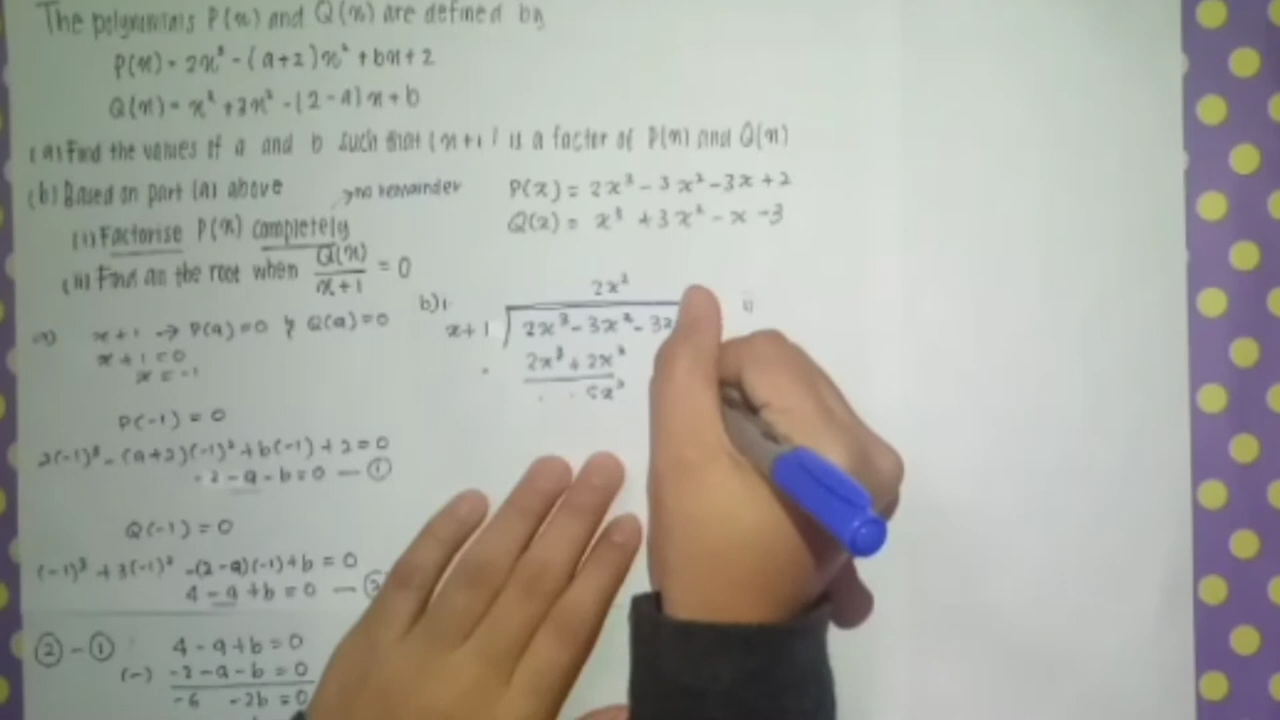 The polynomials P(x) and Q(x) are defined by
P(x) = 2x³ - (a+2)x² + bx + 2
Q(x) = x³ + 3x² - (2-a)x + b
(a) Find the values of a and b such that (x+1) is a factor of P(x) and Q(x)
(b) Based on part (a) above
→ no remainder
(i) Factorise P(x) completely
(ii) Find all the root when Q(x)/x+1 = 0
a) x+1 → P(a)=0 & Q(a)=0
x+1=0
x = -1
P(-1) = 0
2(-1)³ - (a+2)(-1)² + b(-1) + 2 = 0
-2-a-b=0 — ①
Q(-1) = 0
(-1)³ + 3(-1)² -(2-a)(-1)+b = 0
4-a+b=0 — ②
② - ① 4-a+b=0
(-) -2-a-b=0
-6 -2b=0
P(x) = 2x³ - 3x² - 3x + 2
Q(x) = x³ + 3x² - x - 3
b)i
2x²
x+1 2x³ - 3x² - 3x
2x³ + 2x²
5x²
ii